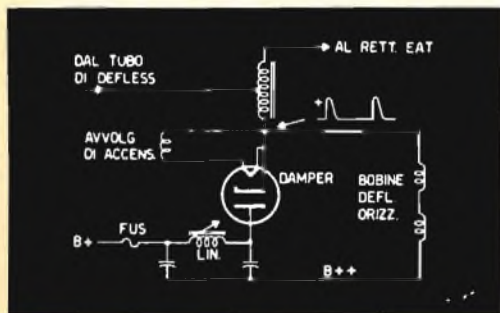 AL RETT. EAT
DAL TUBO
DI DEFLESS
+
AVVOLG
DI ACCENS.
DAMPER
BOBINE
DEFL.
ORIZZ.
FUS
B+
LIN.
B++